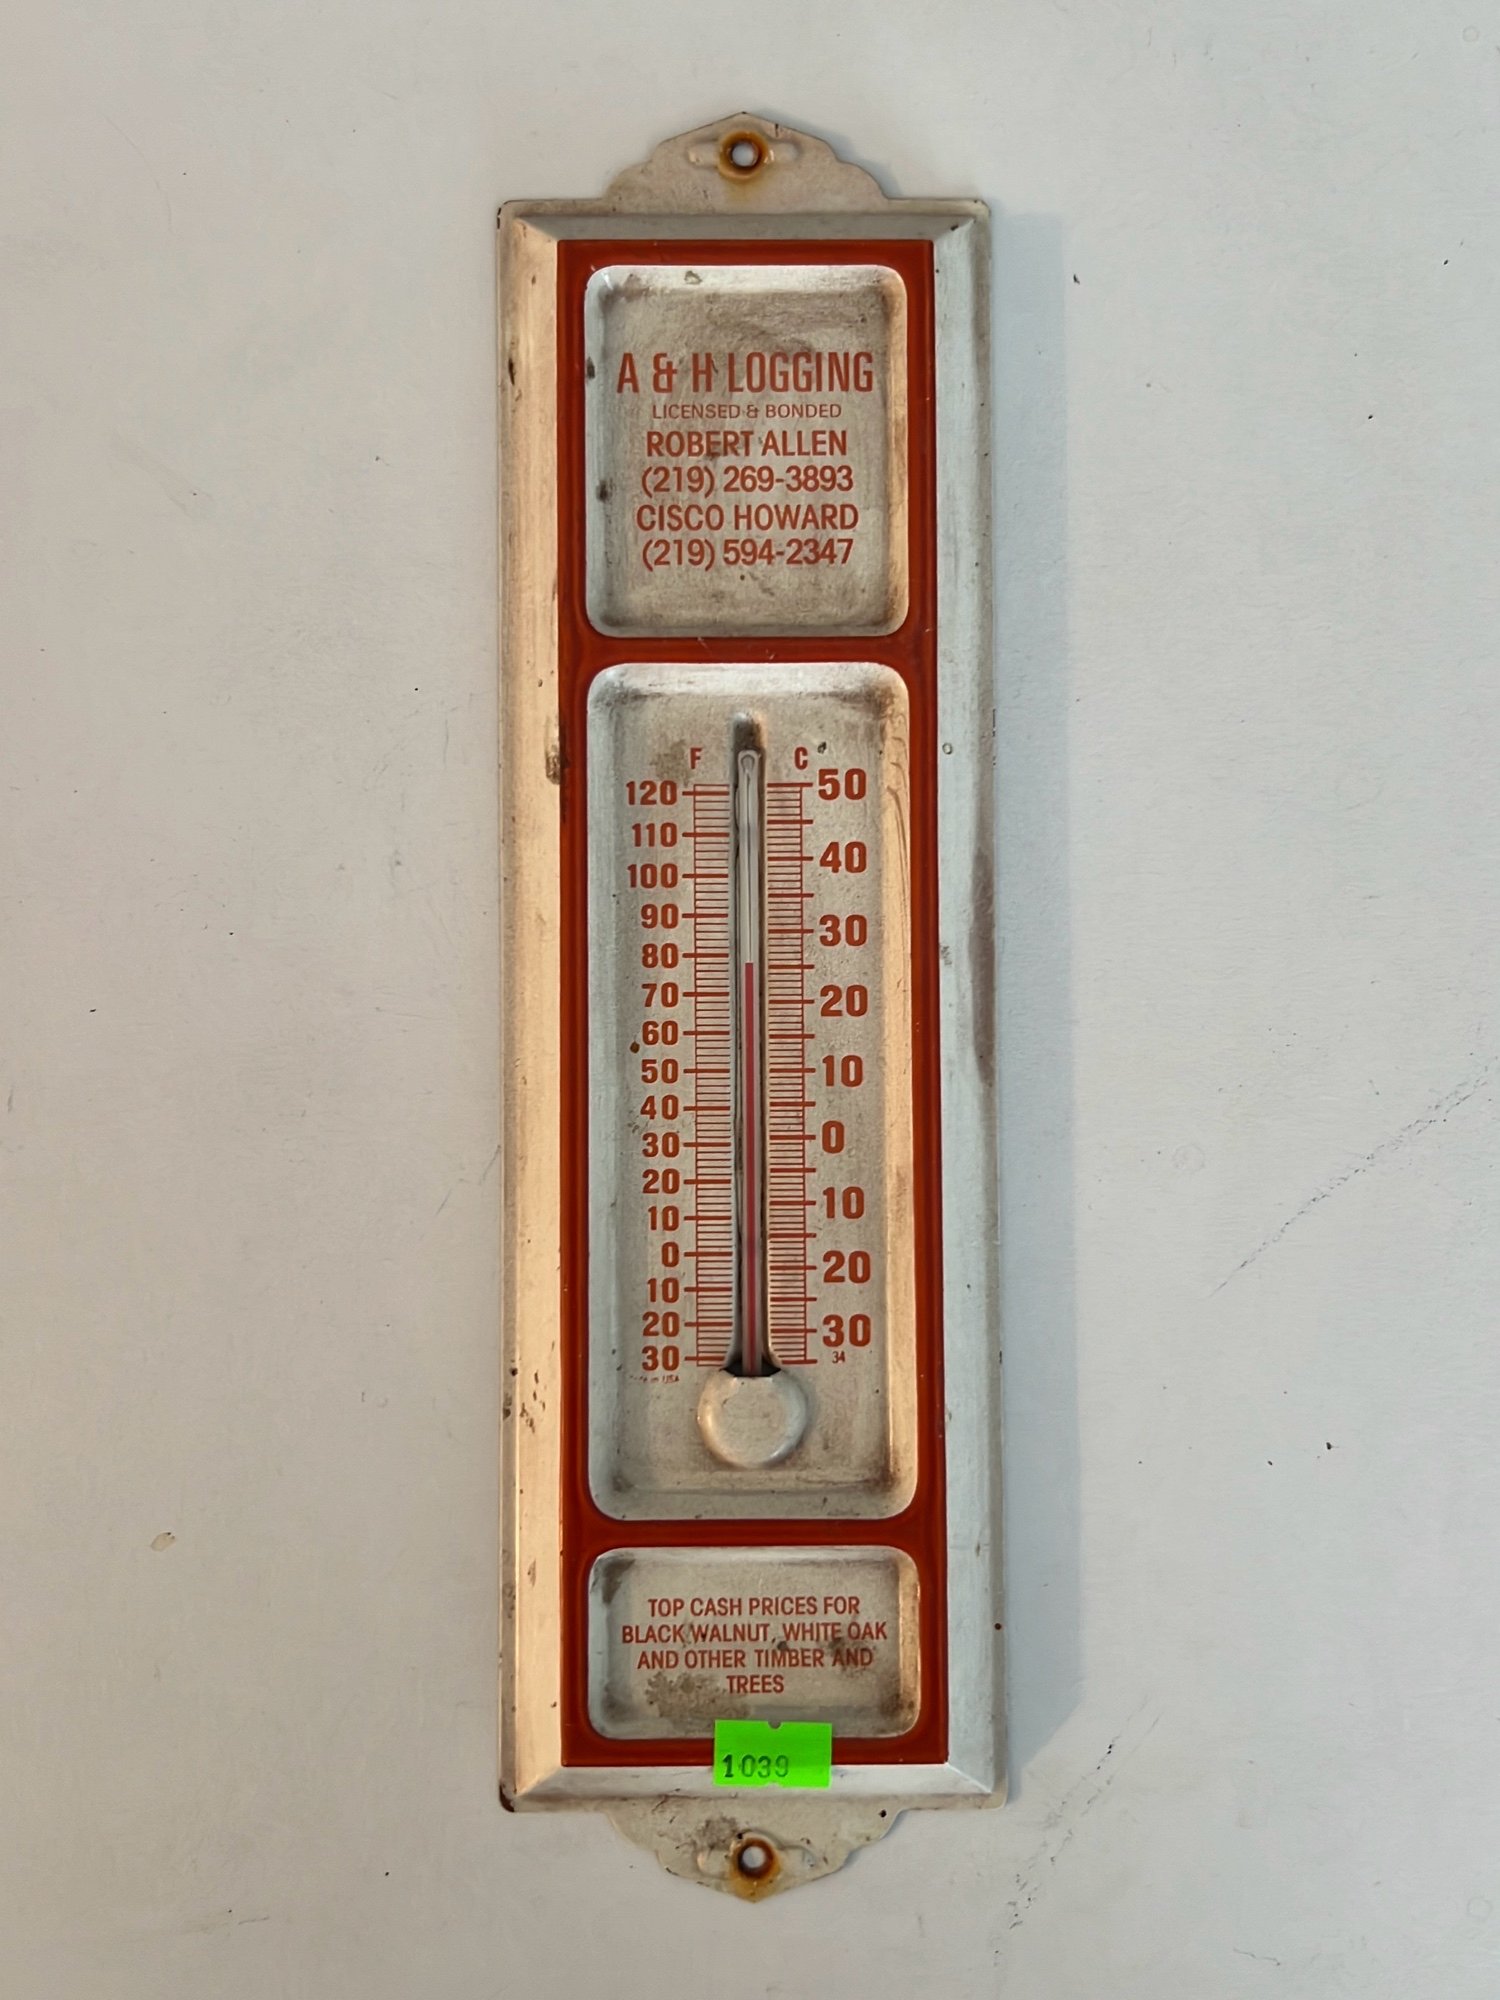 A & H LOGGING
LICENSED & BONDED
ROBERT ALLEN
(219) 269-3893
CISCO HOWARD
(219) 594-2347
F C
120 50
110
100 40
90 30
80
70 20
60
50 10
40
30 0
20
10 10
0 20
10
20 30
30 34
USA
TOP CASH PRICES FOR
BLACK WALNUT, WHITE OAK
AND OTHER TIMBER AND
TREES
1039